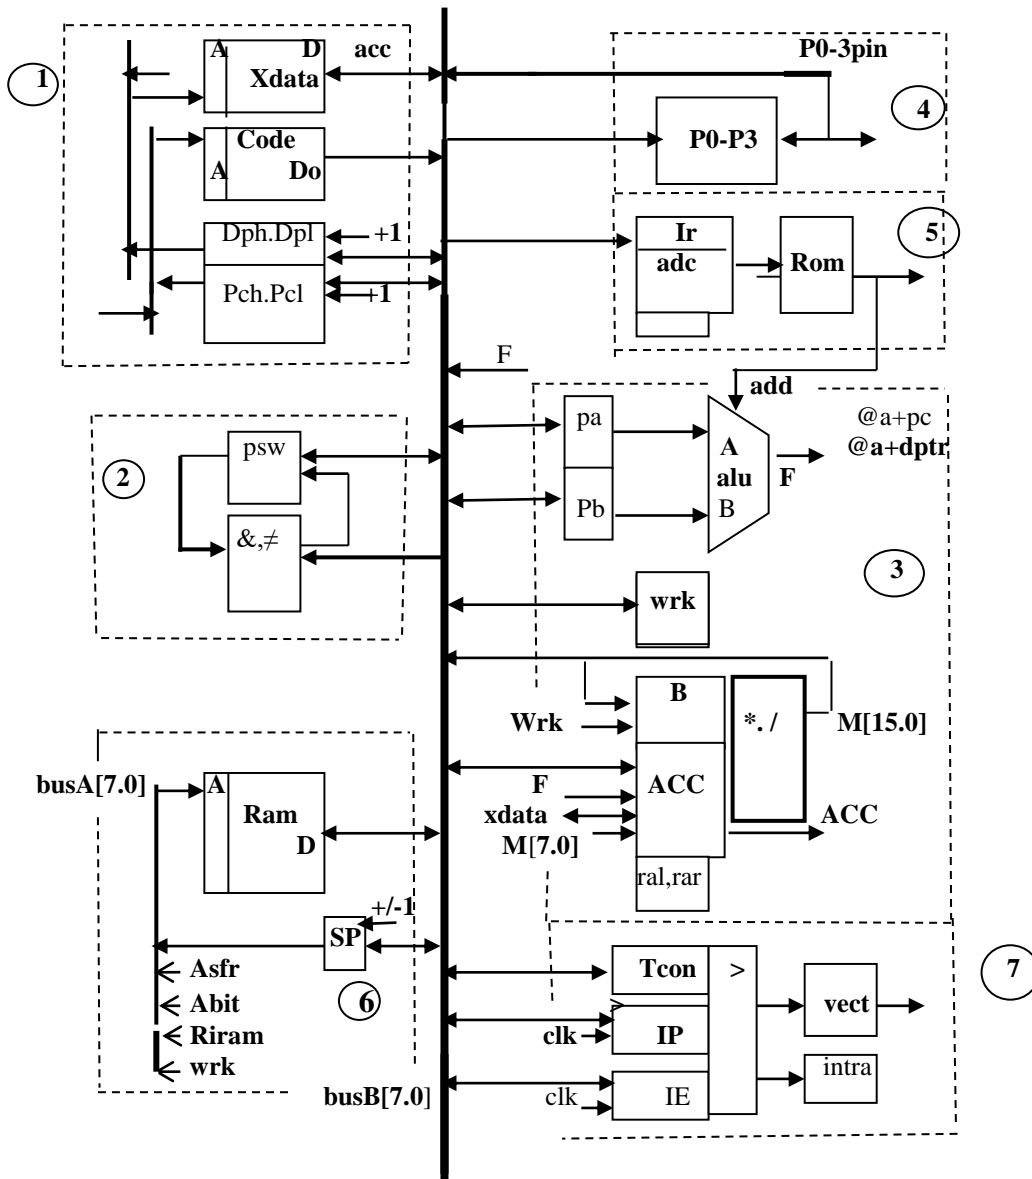 1
A D acc
Xdata
Code
A Do
Dph.Dpl +1
Pch.Pcl +1
P0-3pin
4
P0-P3
5
Ir
adc
Rom
F
add
@a+pc
@a+dptr
pa
A
alu
F
Pb
B
2
psw
&,≠
3
wrk
B
Wrk
*. /
M[15.0]
F
ACC
xdata
ACC
M[7.0]
ral,rar
busA[7.0]
A
Ram
D
+/-1
SP
Asfr
Abit
6
Riram
wrk
busB[7.0]
7
Tcon
>
>
vect
clk
IP
intra
clk
IE